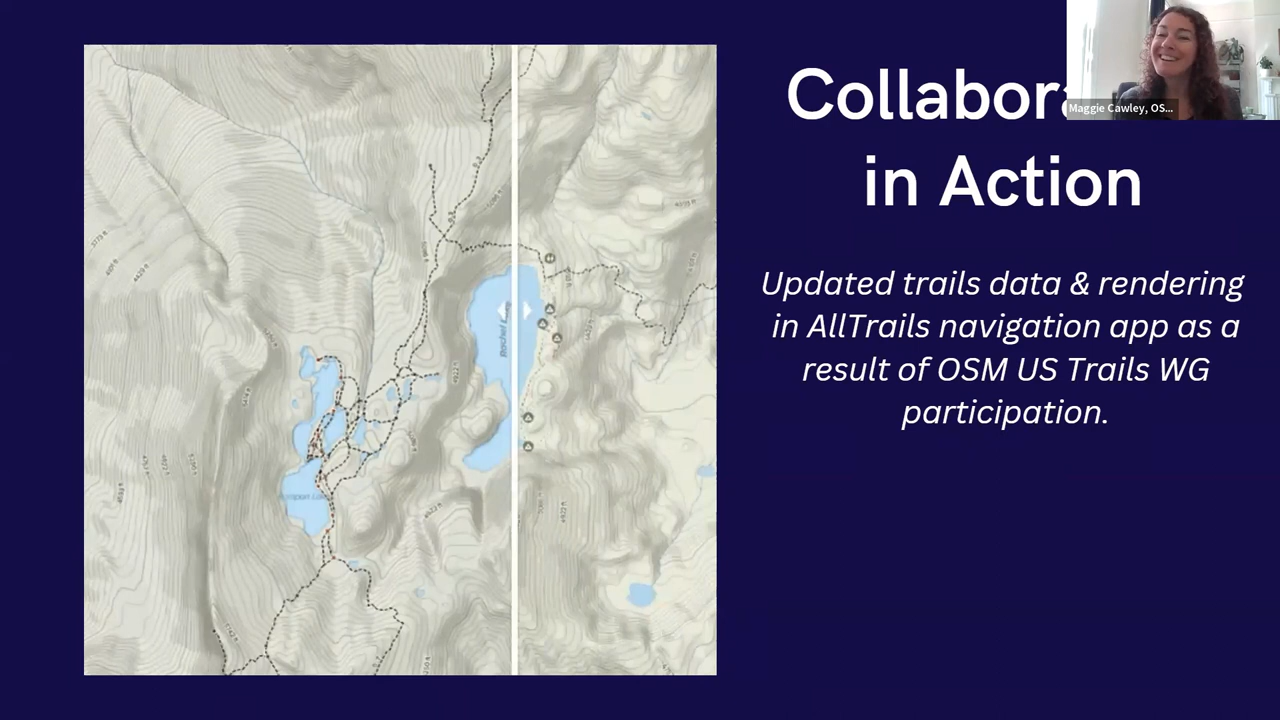 Collabora
in Action
Maggie Cawley, OS...
Updated trails data & rendering
in AllTrails navigation app as a
result of OSM US Trails WG
participation.
Rachel